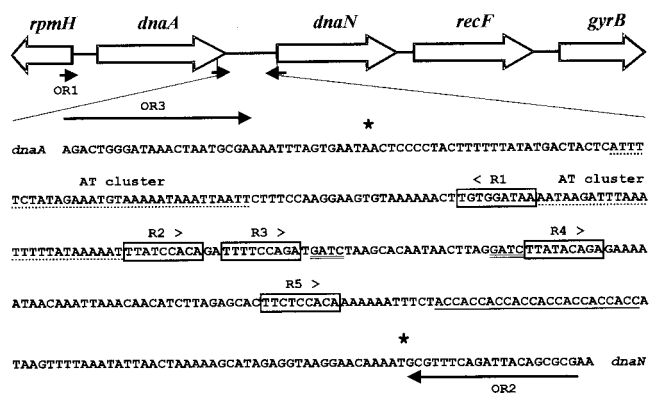 rpmH dnaA dnaN recF gyrB
OR1
OR3
*
dnaA AGACTGGGATAAACTAATGCGAAAATTTAGTGAATAACTCCCCTACTTTTTTATATGACTACTCATTT
AT cluster < R1 AT cluster
TCTATAGAAATGTAAAAATAAATTAATTCTTTCCAAGGAAGTGTAAAAAACTTGTGGATAAAATAAGATTTAAA
R2 > R3 > R4 >
TTTTTATAAAAATTTATCCACAGATTTTCCAGATGATCTAAGCACAATAACTTAGGATCTTATACAGAGAAAA
R5 >
ATAACAAATTAAACAACATCTTAGAGCACTTCTCCACAAAAAAATTTCTACCACCACCACCACCACCACCACCA
*
TAAGTTTTAAATATTAACTAAAAAGCATAGAGGTAAGGAACAAAATGCGTTTCAGATTACAGCGCGAA dnaN
OR2